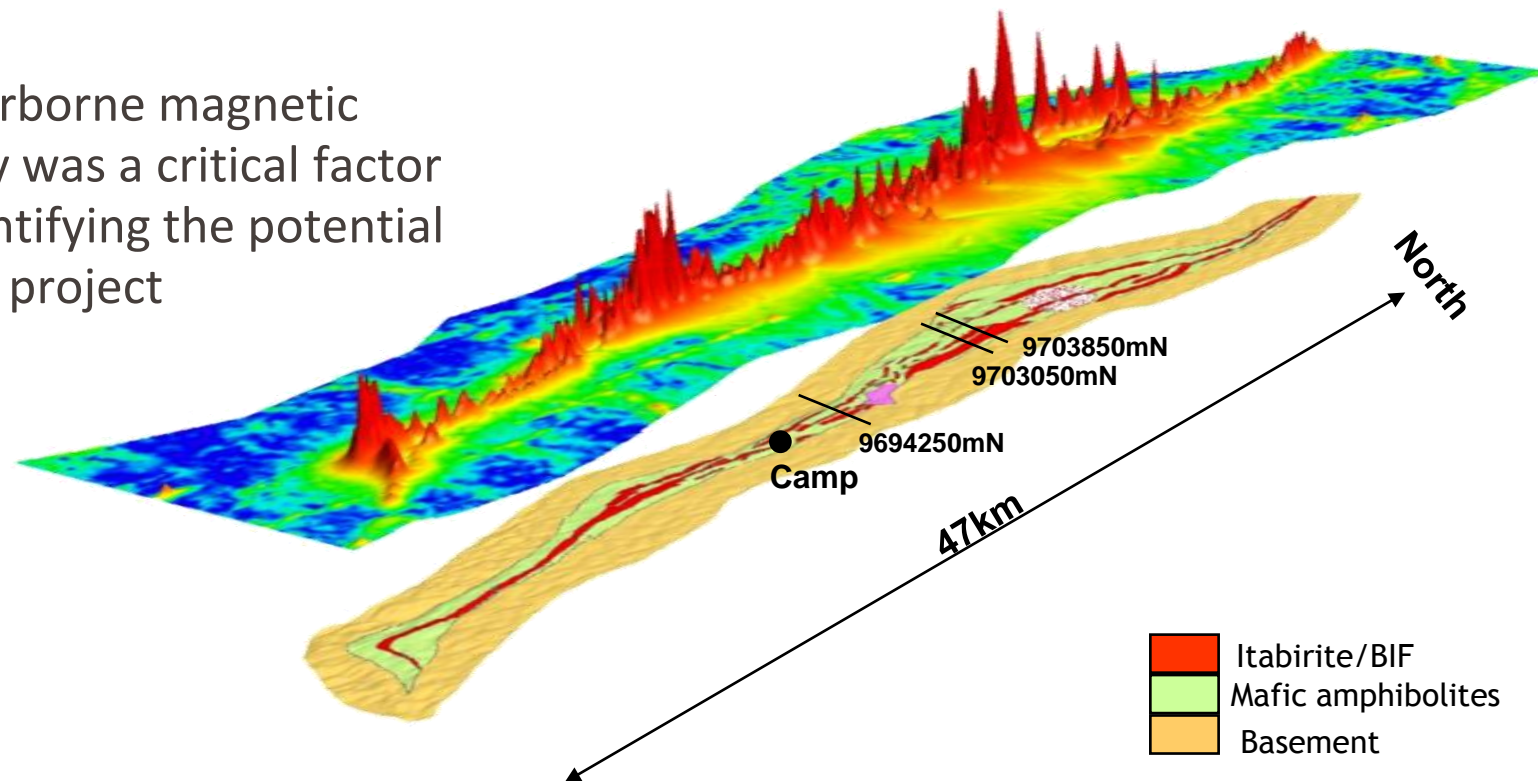 rborne magnetic
was a critical factor
ntifying the potential
project
North
9703850mN
9703050mN
9694250mN
Camp
47km
Itabirite/BIF
Mafic amphibolites
Basement